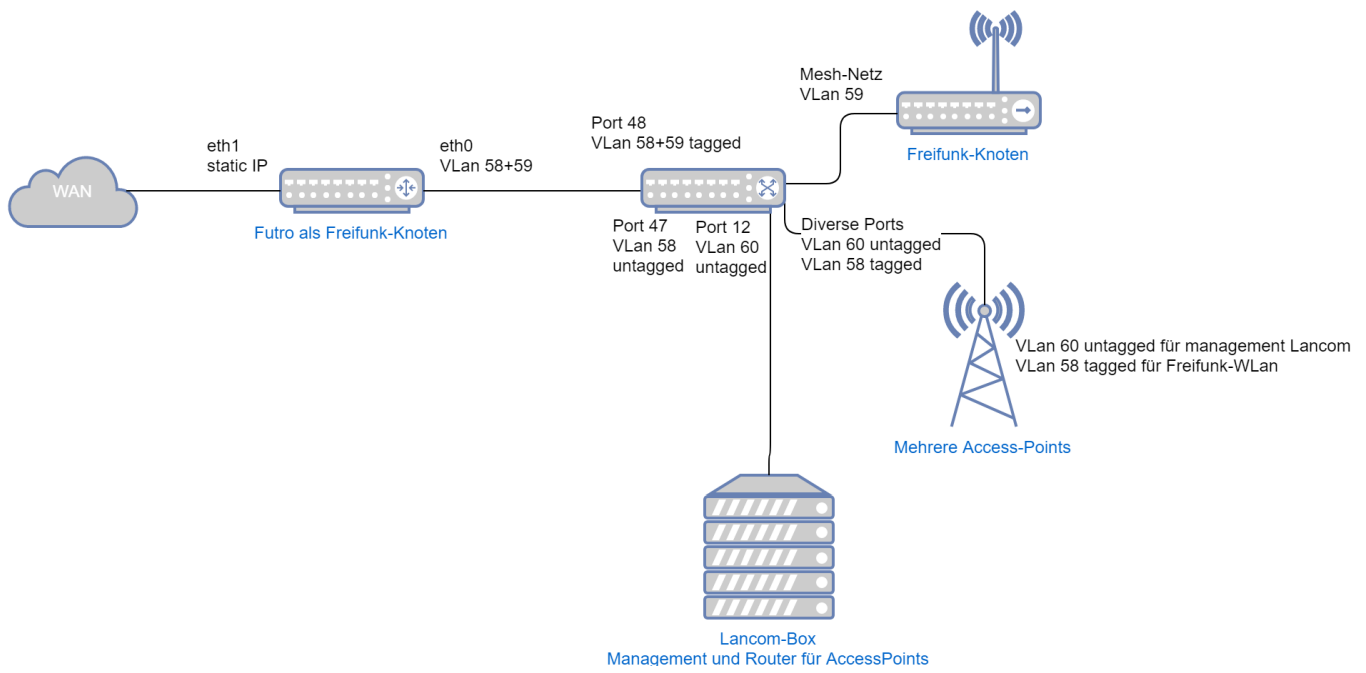 WAN
eth1
static IP
Futro als Freifunk-Knoten
eth0
VLan 58+59
Port 48
VLan 58+59 tagged
Mesh-Netz
VLan 59
Freifunk-Knoten
Port 47
VLan 58
untagged
Port 12
VLan 60
untagged
Diverse Ports
VLan 60 untagged
VLan 58 tagged
VLan 60 untagged für management Lancom
VLan 58 tagged für Freifunk-WLan
Mehrere Access-Points
Lancom-Box
Management und Router für AccessPoints